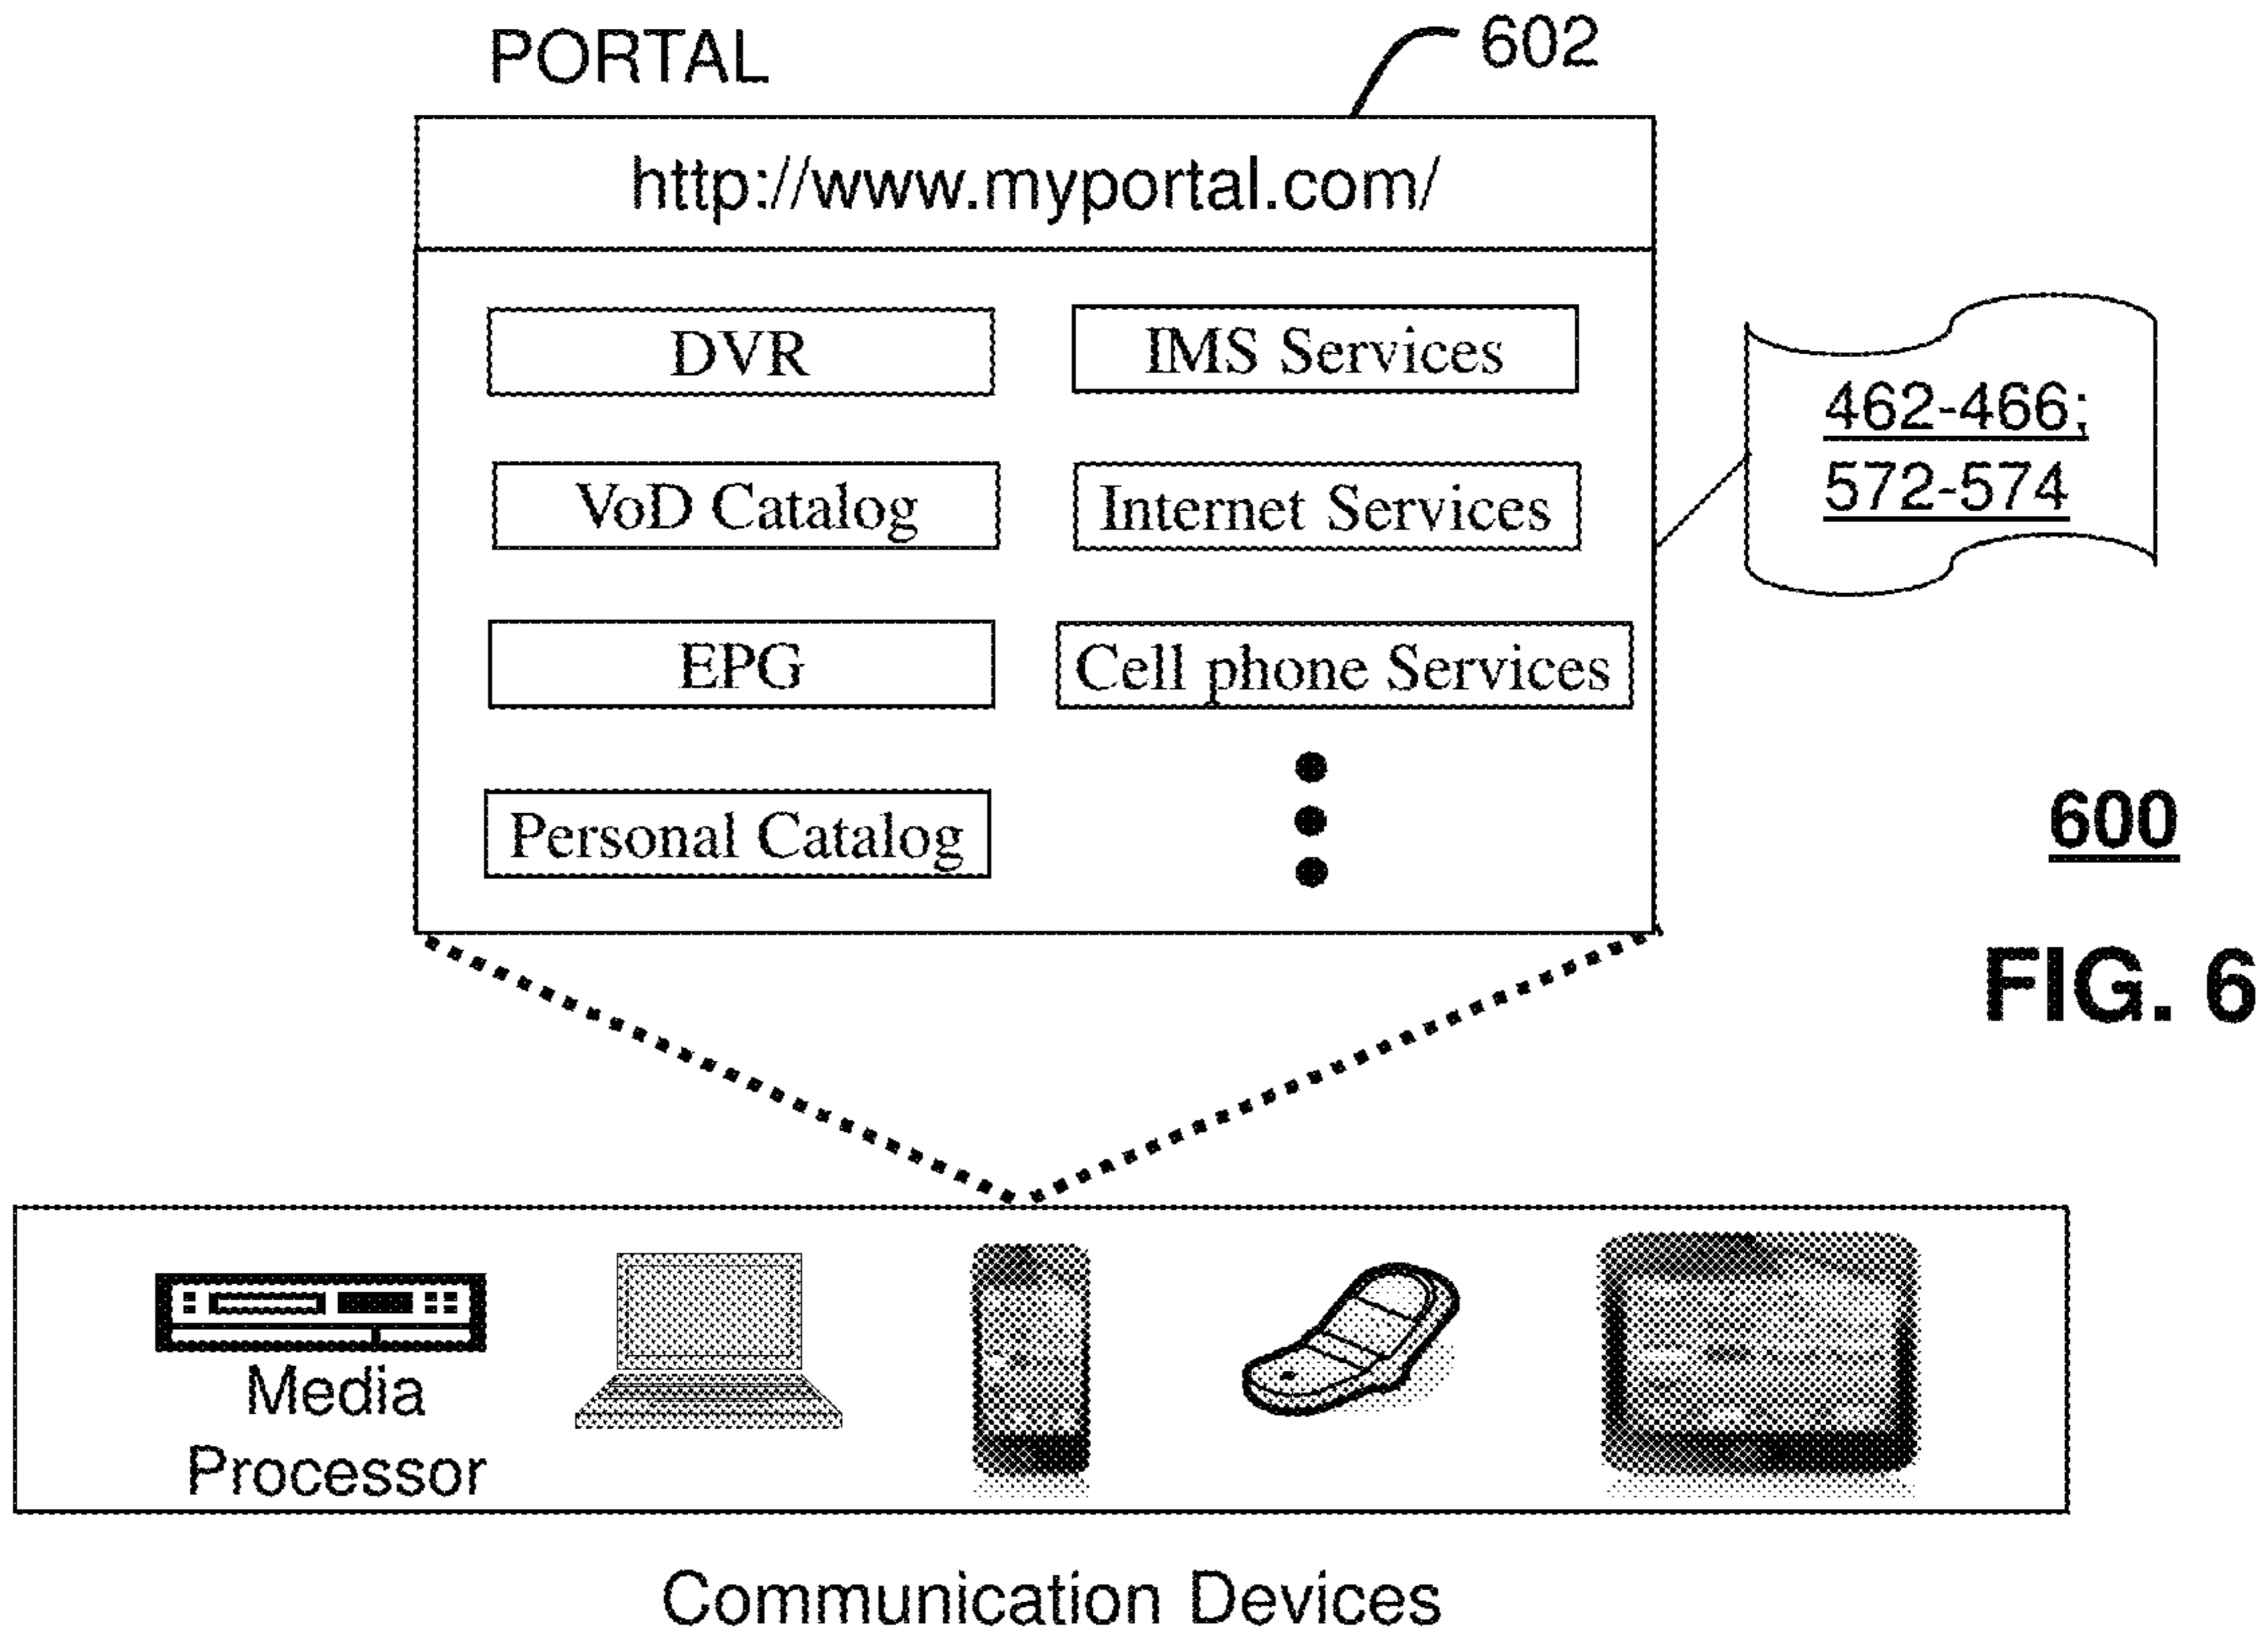 PORTAL
602
http://www.myportal.com/
DVR
IMS Services
VoD Catalog
Internet Services
EPG
Cell phone Services
Personal Catalog
462-466;
572-574
600
FIG. 6
Media
Processor
Communication Devices